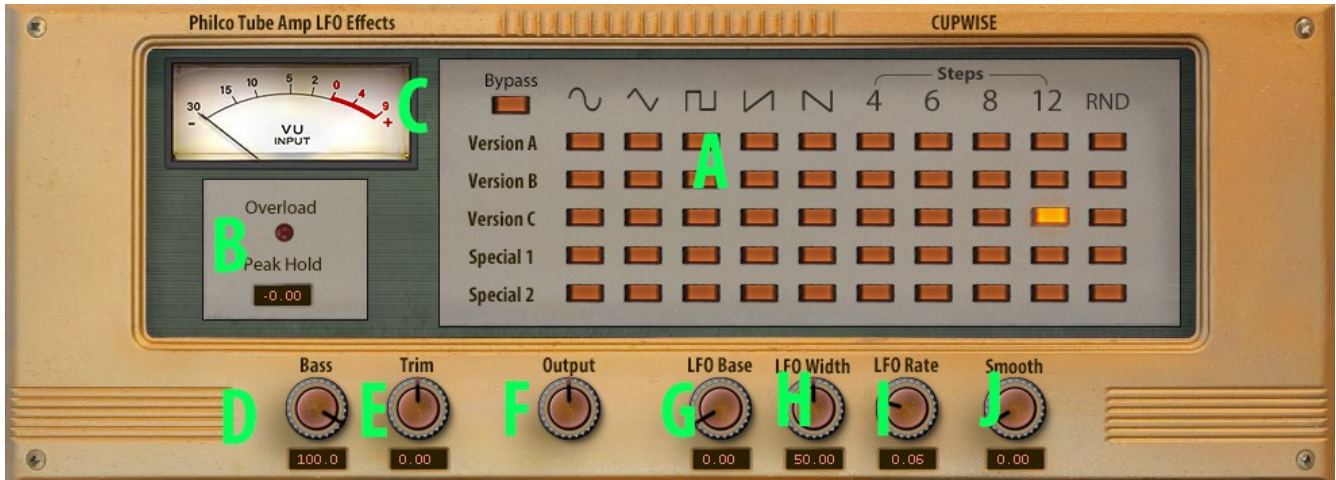 Philco Tube Amp LFO Effects
CUPWISE
30 15 10 5 2 0 4 9
- +
VU
INPUT
C
Bypass
Steps
4 6 8 12 RND
Version A
A
Version B
Version C
Special 1
Special 2
Overload
B
Peak Hold
-0.00
Bass
Trim
Output
LFO Base
LFO Width
LFO Rate
Smooth
D
E
F
G
H
I
J
100.0
0.00
0.00
50.00
0.06
0.00